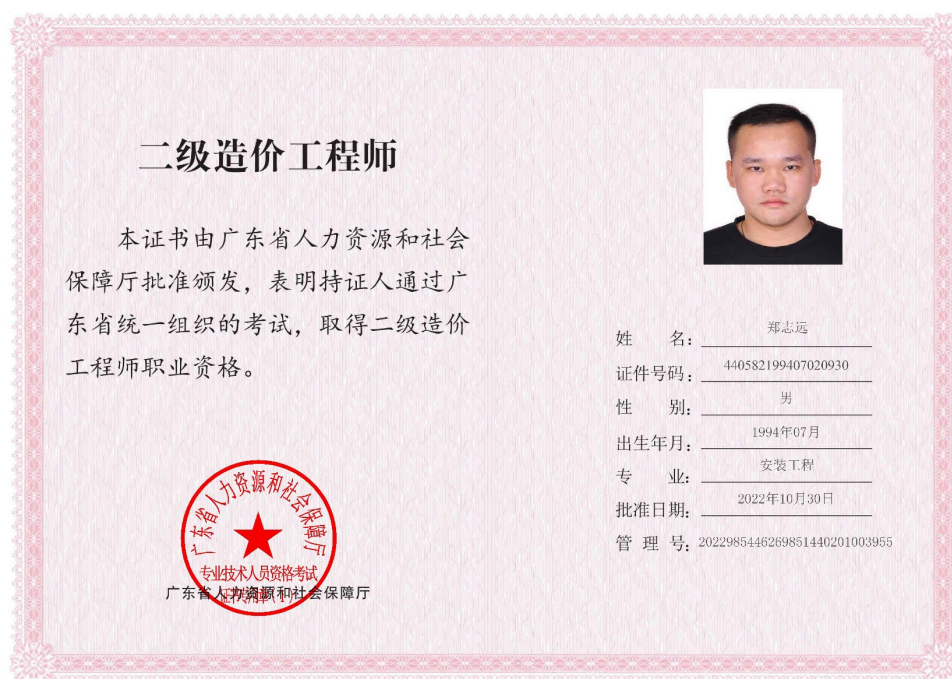 二级造价工程师
本证书由广东省人力资源和社会
保障厅批准颁发，表明持证人通过广
东省统一组织的考试，取得二级造价
工程师职业资格。
广东省人力资源和社会保障厅
专业技术人员资格考试
广东省人力资源和社会保障厅
姓 名：郑志远
证件号码：440582199407020930
性 别：男
出生年月：1994年07月
专 业：安装工程
批准日期：2022年10月30日
管 理 号：2022985446269851440201003955